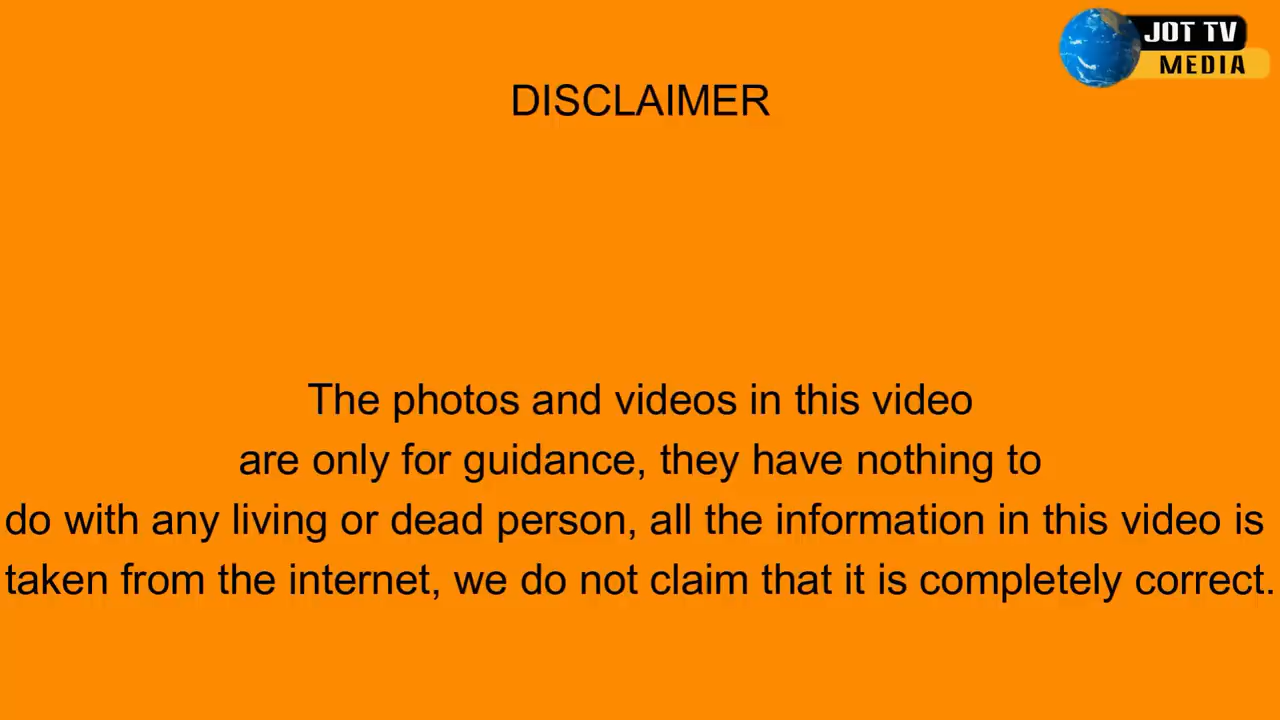 JOT TV
MEDIA
DISCLAIMER
The photos and videos in this video
are only for guidance, they have nothing to
do with any living or dead person, all the information in this video is
taken from the internet, we do not claim that it is completely correct.